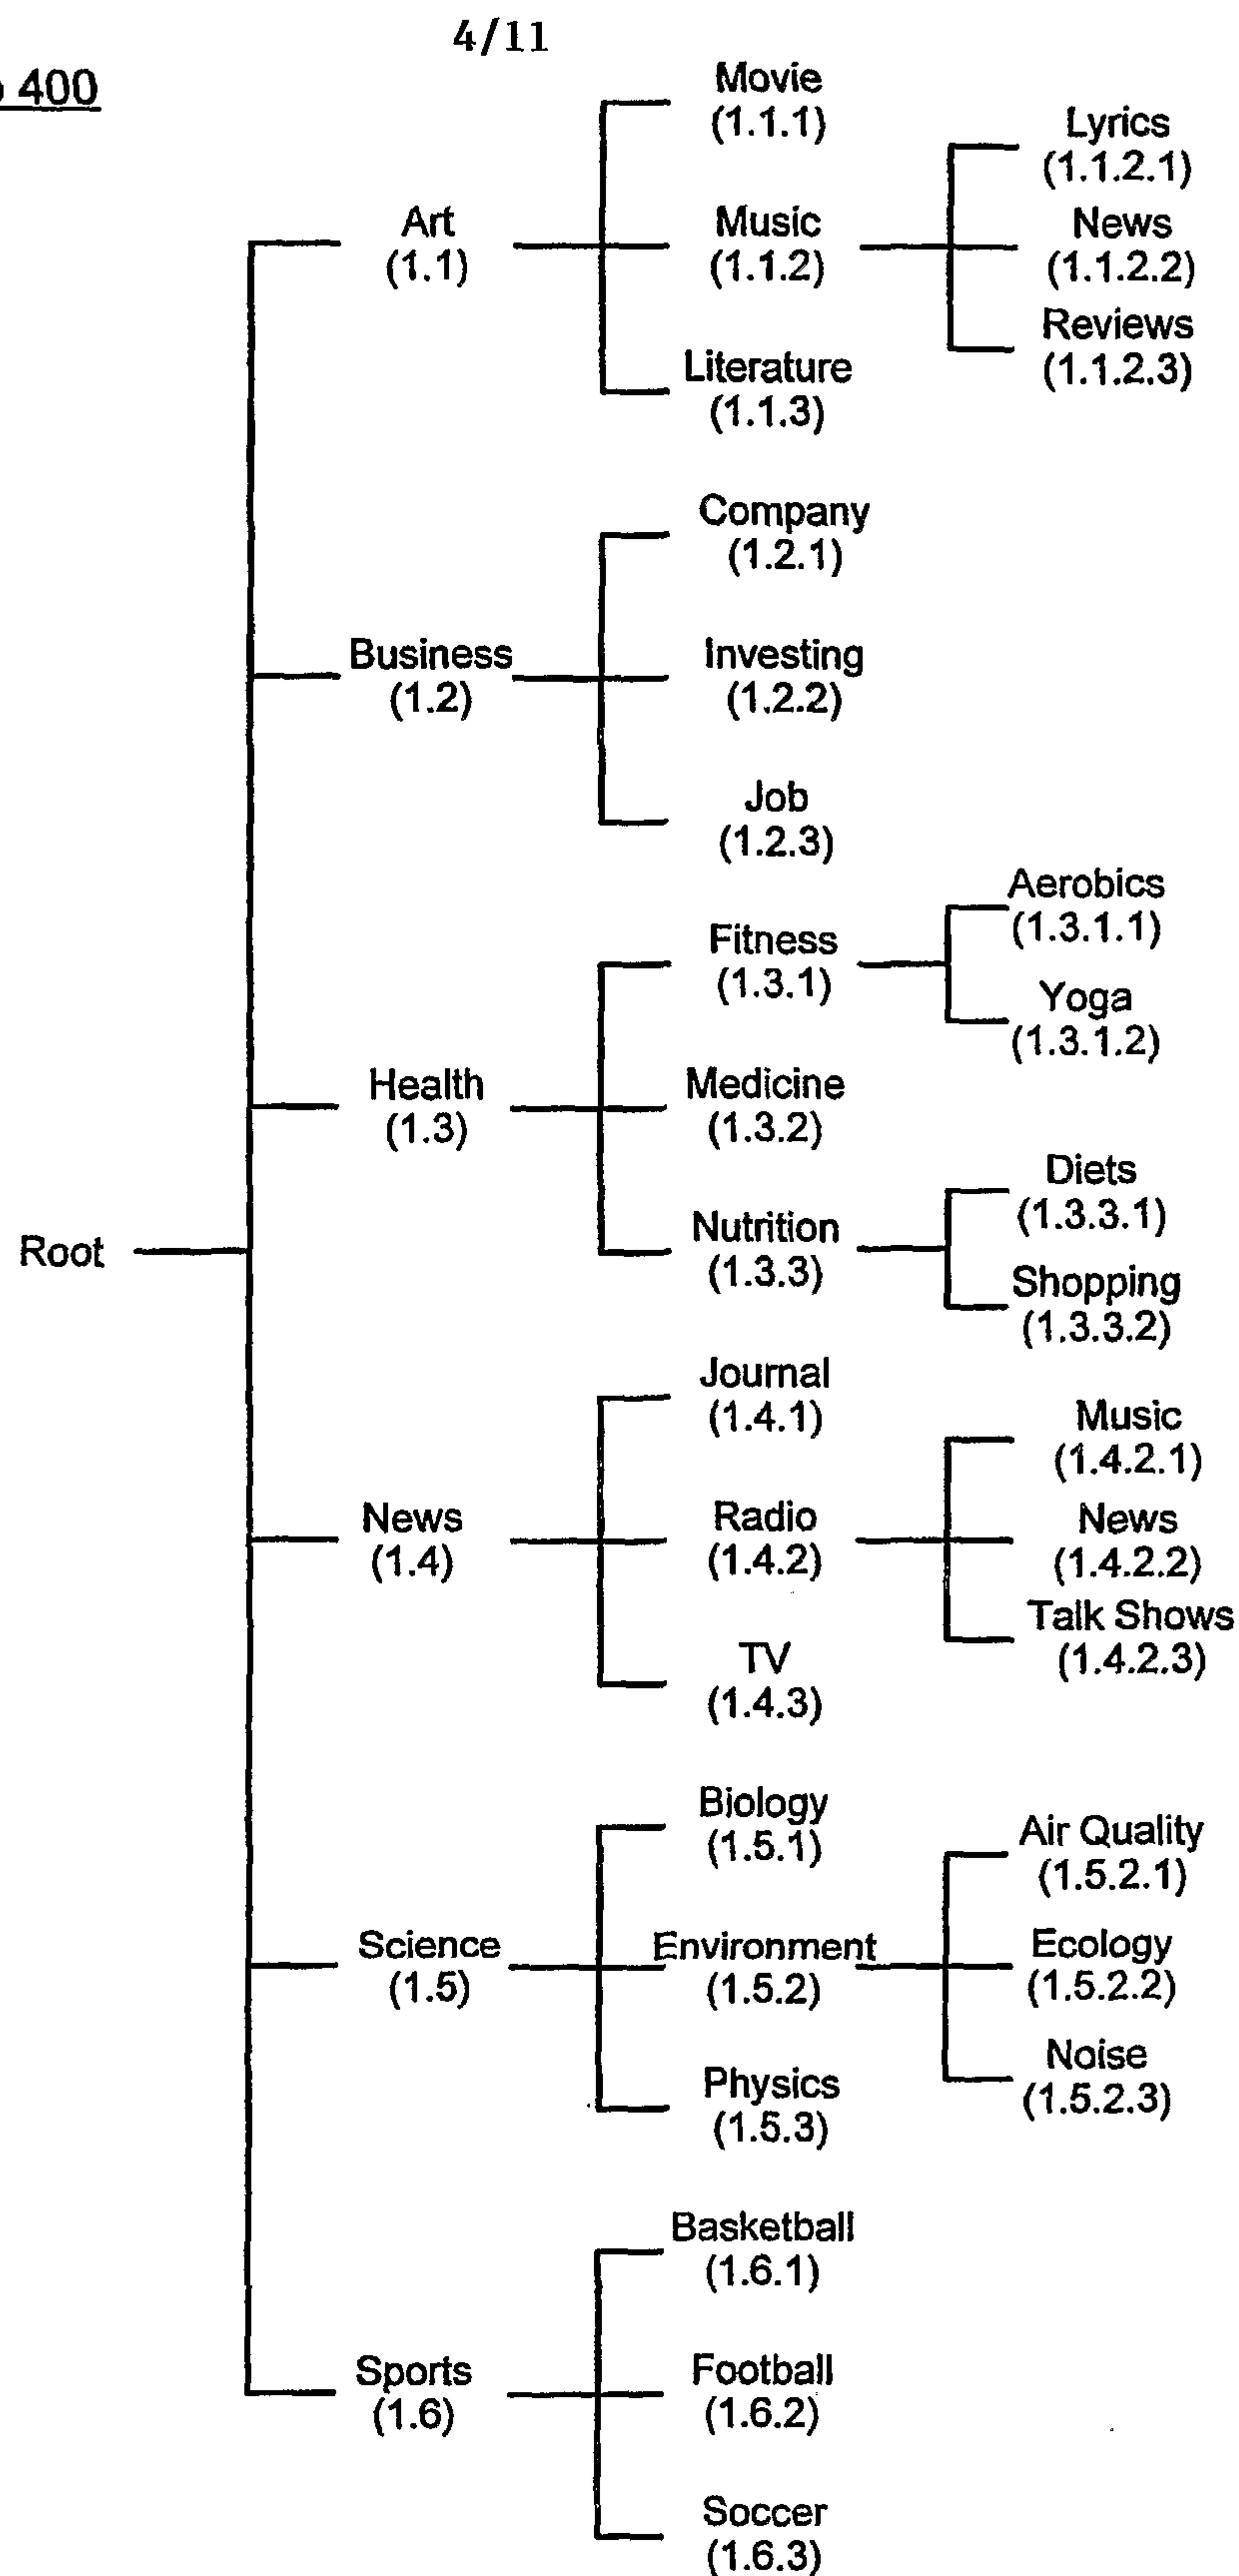 4/11
400
Root
Art
(1.1)
Movie
(1.1.1)
Music
(1.1.2)
Lyrics
(1.1.2.1)
News
(1.1.2.2)
Reviews
(1.1.2.3)
Literature
(1.1.3)
Business
(1.2)
Company
(1.2.1)
Investing
(1.2.2)
Job
(1.2.3)
Health
(1.3)
Fitness
(1.3.1)
Aerobics
(1.3.1.1)
Yoga
(1.3.1.2)
Medicine
(1.3.2)
Nutrition
(1.3.3)
Diets
(1.3.3.1)
Shopping
(1.3.3.2)
News
(1.4)
Journal
(1.4.1)
Radio
(1.4.2)
Music
(1.4.2.1)
News
(1.4.2.2)
Talk Shows
(1.4.2.3)
TV
(1.4.3)
Science
(1.5)
Biology
(1.5.1)
Environment
(1.5.2)
Air Quality
(1.5.2.1)
Ecology
(1.5.2.2)
Noise
(1.5.2.3)
Physics
(1.5.3)
Sports
(1.6)
Basketball
(1.6.1)
Football
(1.6.2)
Soccer
(1.6.3)